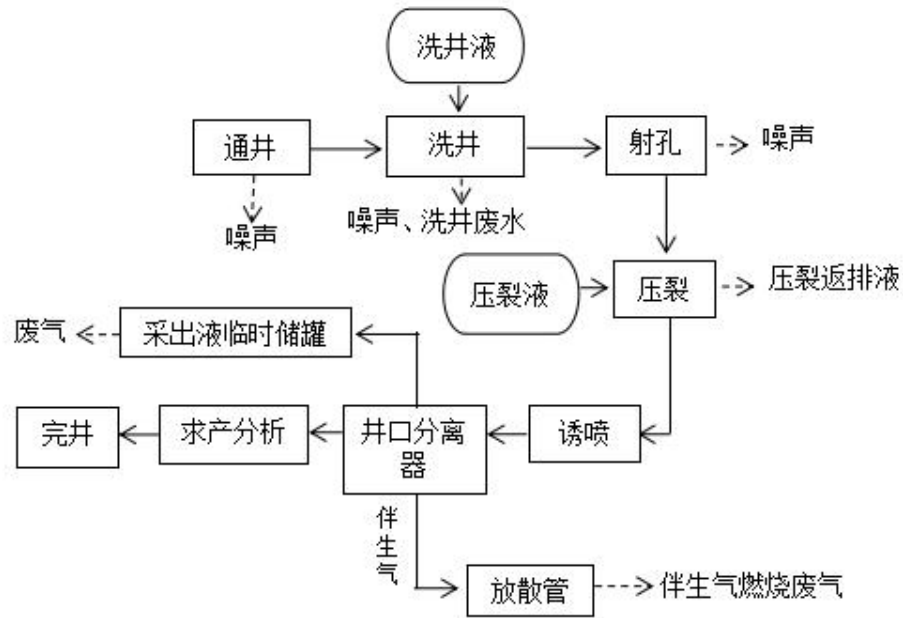 洗井液
通井
洗井
射孔
噪声
噪声
噪声、洗井废水
压裂液
压裂
压裂返排液
废气
采出液临时储罐
完井
求产分析
井口分离
器
诱喷
伴生气
放散管
伴生气燃烧废气